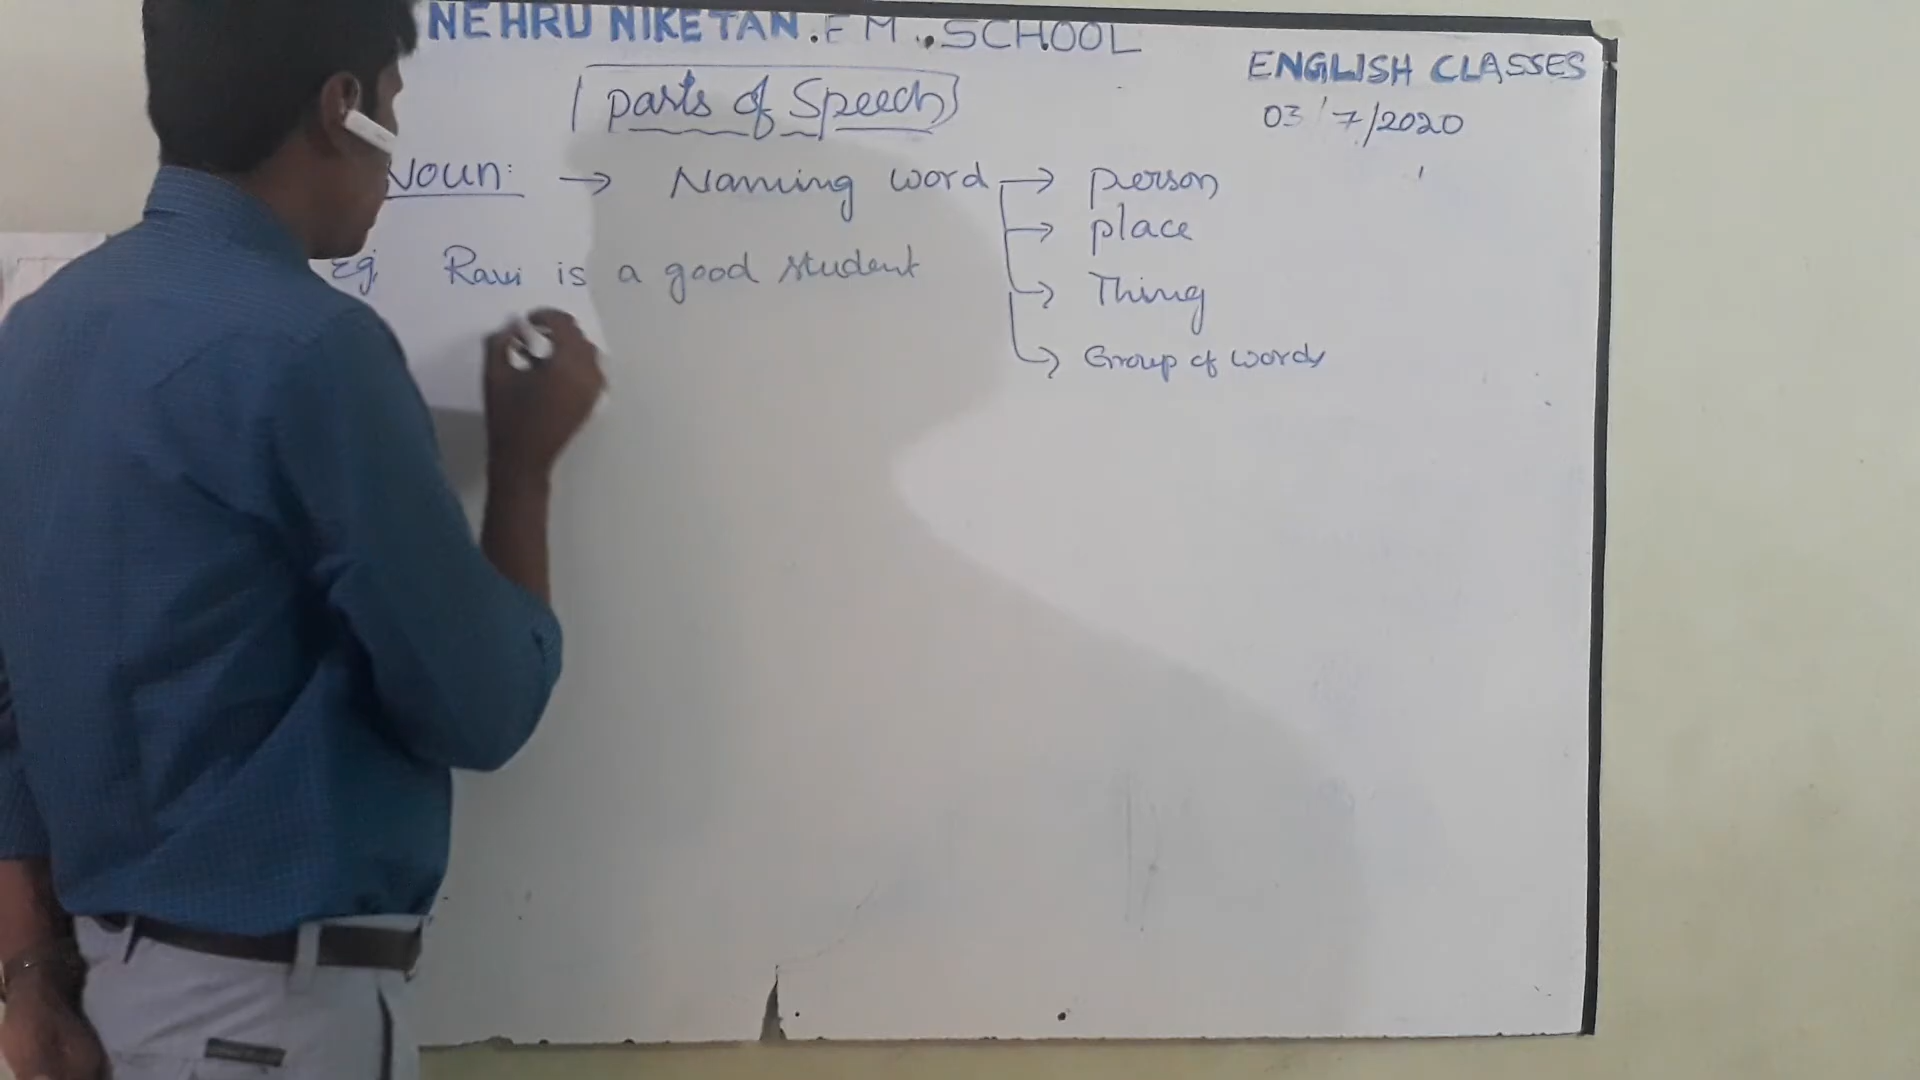 NEHRU NIKETAN. E M. SCHOOL
ENGLISH CLASSES
03/7/2020
Parts of Speech
Noun: → Naming word → person
→ place
Eg, Ravi is a good student
→ Thing
→ Group of words